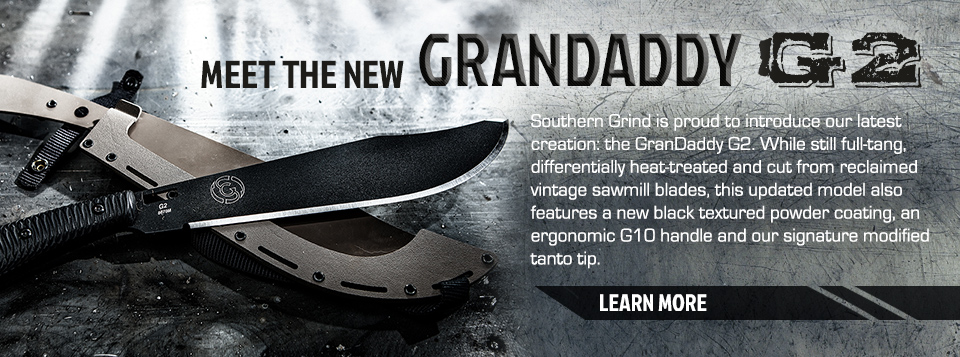 MEET THE NEW GRANDADDY G2
Southern Grind is proud to introduce our latest
creation: the GranDaddy G2. While still full-tang,
differentially heat-treated and cut from reclaimed
vintage sawmill blades, this updated model also
features a new black textured powder coating, an
ergonomic G10 handle and our signature modified
tanto tip.
LEARN MORE
G
G2